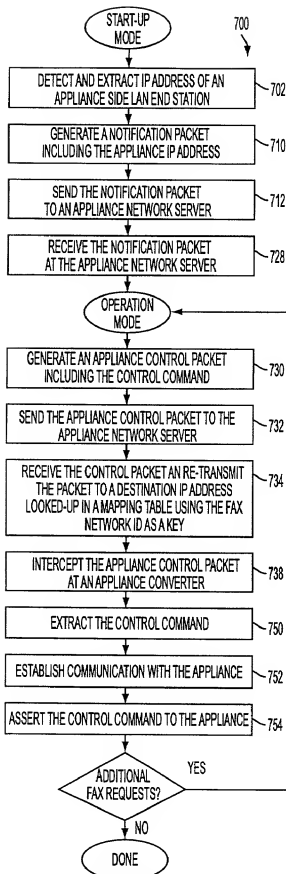 START-UP
MODE
700
DETECT AND EXTRACT IP ADDRESS OF AN
APPLIANCE SIDE LAN END STATION
702
GENERATE A NOTIFICATION PACKET
INCLUDING THE APPLIANCE IP ADDRESS
710
SEND THE NOTIFICATION PACKET
TO AN APPLIANCE NETWORK SERVER
712
RECEIVE THE NOTIFICATION PACKET
AT THE APPLIANCE NETWORK SERVER
728
OPERATION
MODE
GENERATE AN APPLIANCE CONTROL PACKET
INCLUDING THE CONTROL COMMAND
730
SEND THE APPLIANCE CONTROL PACKET TO THE
APPLIANCE NETWORK SERVER
732
RECEIVE THE CONTROL PACKET AN RE-TRANSMIT
THE PACKET TO A DESTINATION IP ADDRESS
LOOKED-UP IN A MAPPING TABLE USING THE FAX
NETWORK ID AS A KEY
734
INTERCEPT THE APPLIANCE CONTROL PACKET
AT AN APPLIANCE CONVERTER
738
EXTRACT THE CONTROL COMMAND
750
ESTABLISH COMMUNICATION WITH THE APPLIANCE
752
ASSERT THE CONTROL COMMAND TO THE APPLIANCE
754
ADDITIONAL
FAX REQUESTS?
YES
NO
DONE